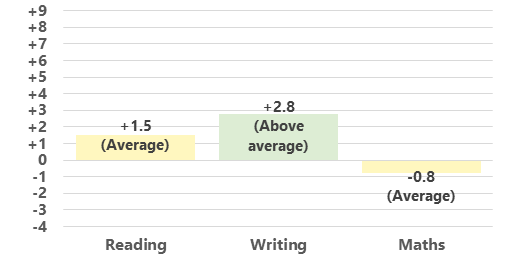 +9
+8
+7
+6
+5
+4
+3
+2
+1
0
-1
-2
-3
-4
+1.5
(Average)
+2.8
(Above
average)
-0.8
(Average)
Reading
Writing
Maths